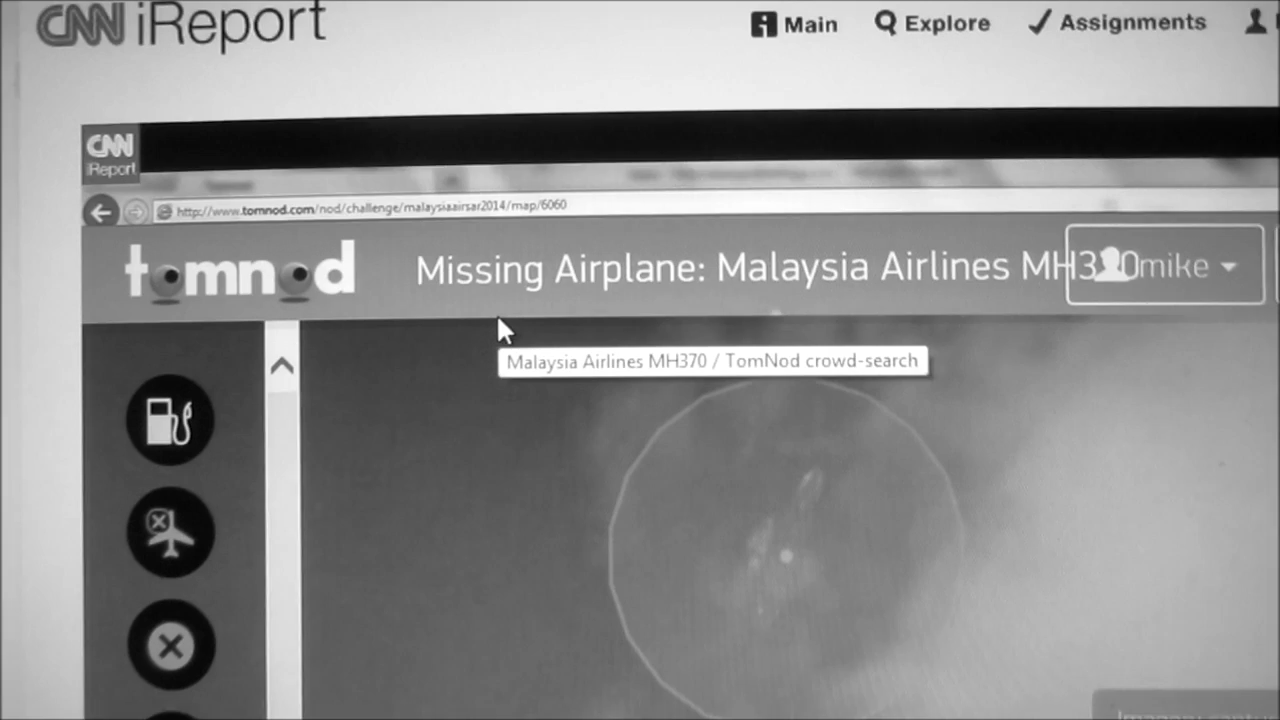 CNN iReport
Main
Explore
Assignments
CNN
iReport
http://www.tomnod.com/nod/challenge/malaysiaairsar2014/map/6060
tomnod
Missing Airplane: Malaysia Airlines MH370
mike
Malaysia Airlines MH370 / TomNod crowd-search